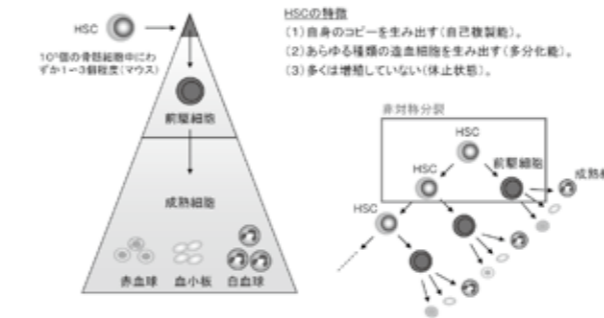 HSC
10⁵個の骨髄細胞中にわ
ずか1～3個程度(マウス)
前駆細胞
成熟細胞
赤血球 血小板 白血球
HSCの特徴
(1)自身のコピーを生み出す(自己複製能)。
(2)あらゆる種類の造血細胞を生み出す(多分化能)。
(3)多くは増殖していない(休止状態)。
非対称分裂
HSC
HSC
前駆細胞
成熟
HSC